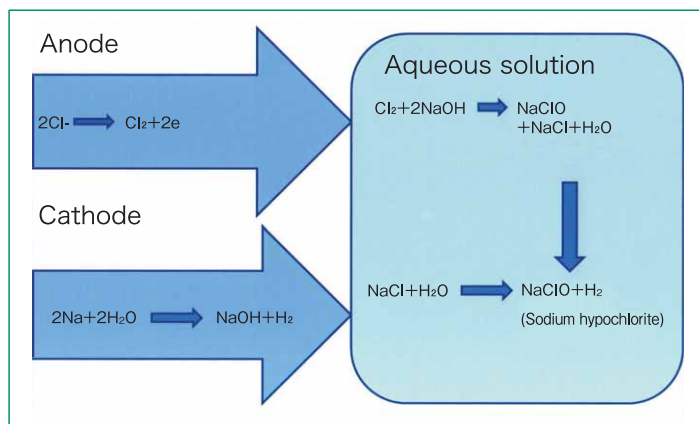 Anode
2Cl- → Cl₂+2e
Cathode
2Na+2H₂O → NaOH+H₂
Aqueous solution
Cl₂+2NaOH → NaClO
+NaCl+H₂O
NaCl+H₂O → NaClO+H₂
(Sodium hypochlorite)